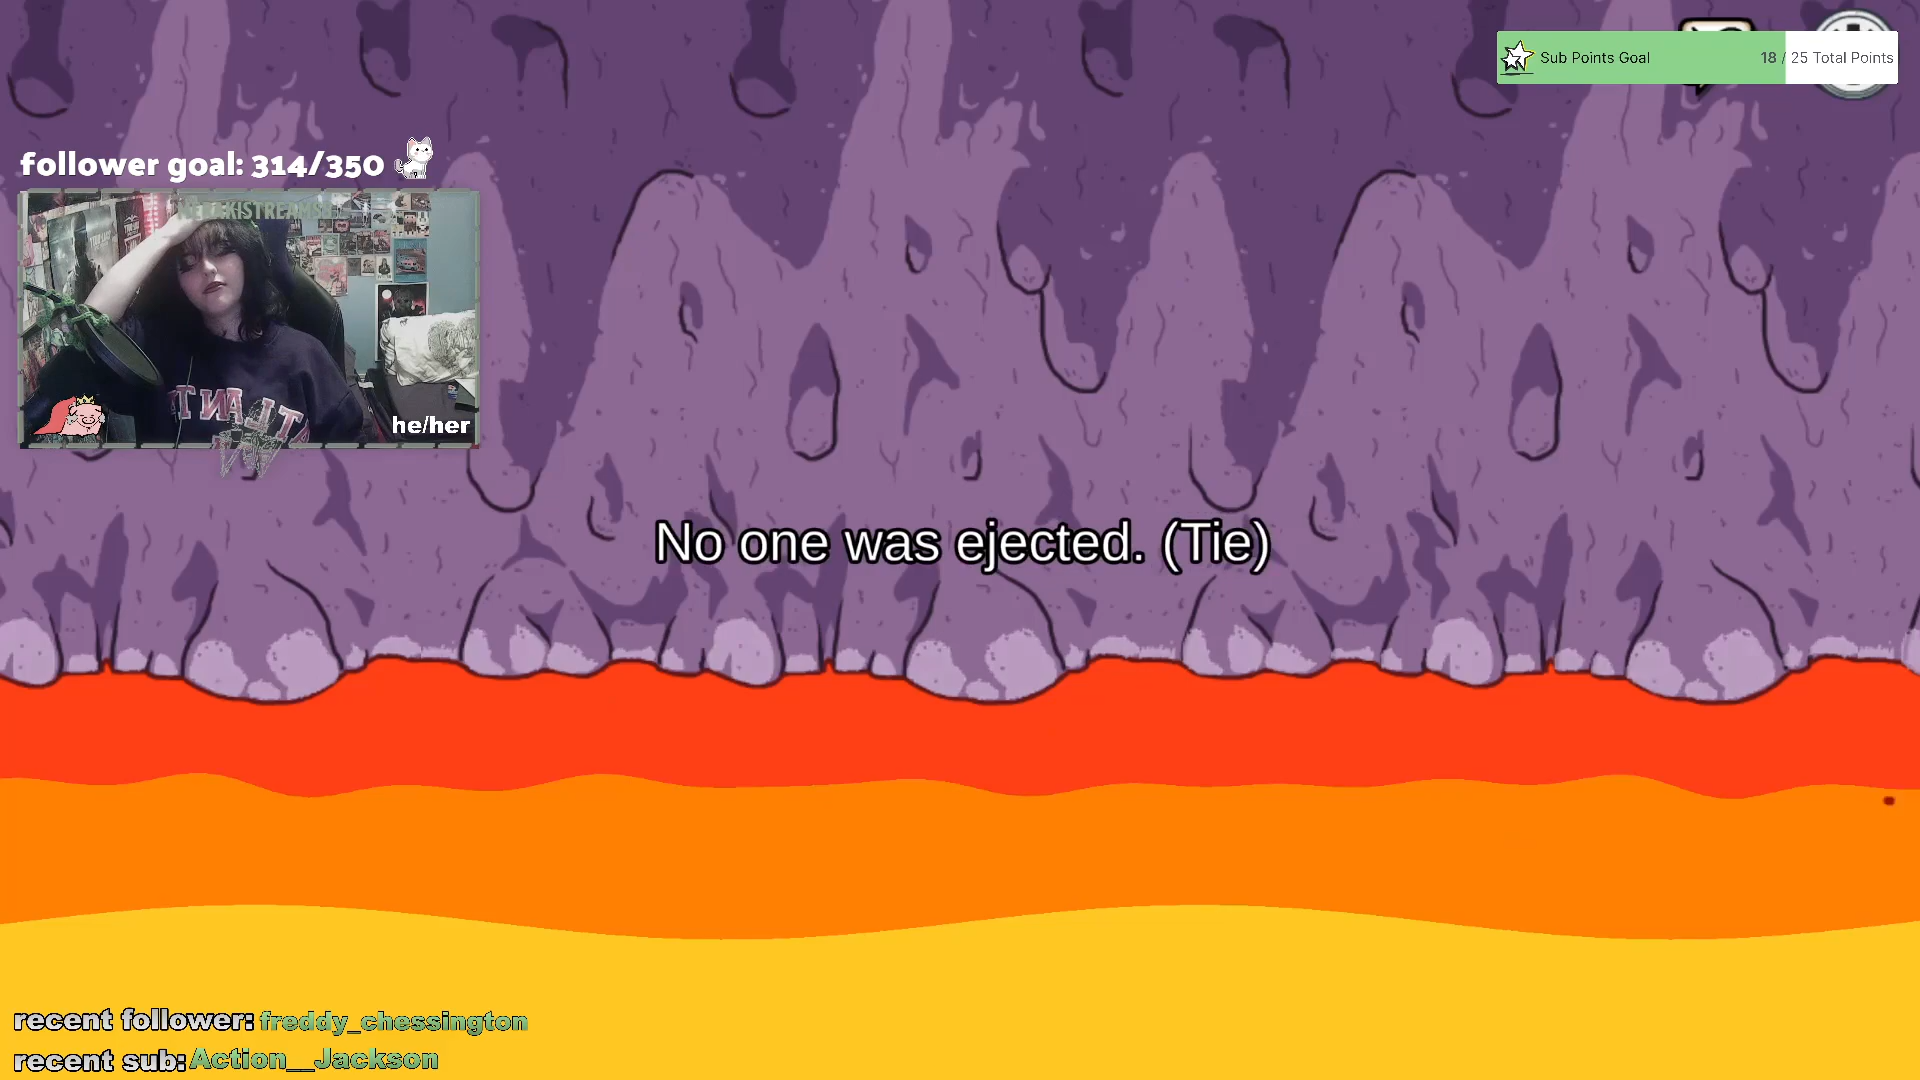 Sub Points Goal 18 / 25 Total Points
follower goal: 314/350
he/her
No one was ejected. (Tie)
recent follower: freddy_chessington
recent sub: Action__Jackson